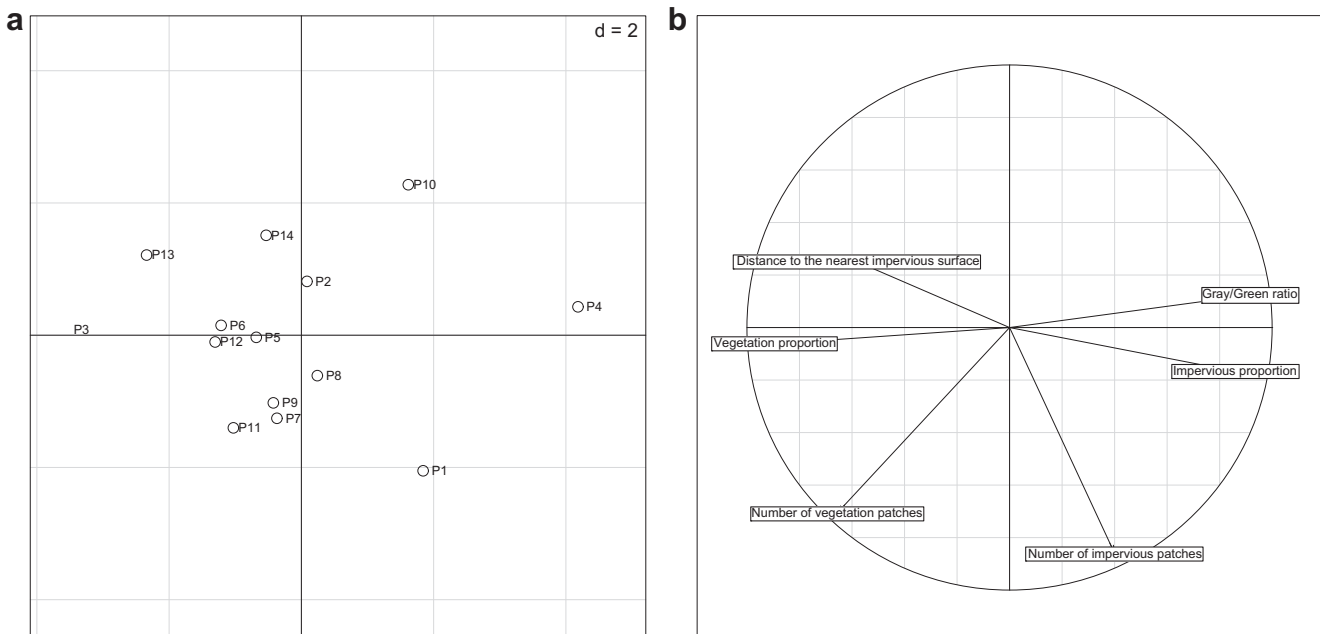 a
d = 2
P10
P14
P13
P2
P4
P3
P6
P5
P12
P8
P9
P7
P11
P1
b
Distance to the nearest impervious surface
Gray/Green ratio
Vegetation proportion
Impervious proportion
Number of vegetation patches
Number of impervious patches